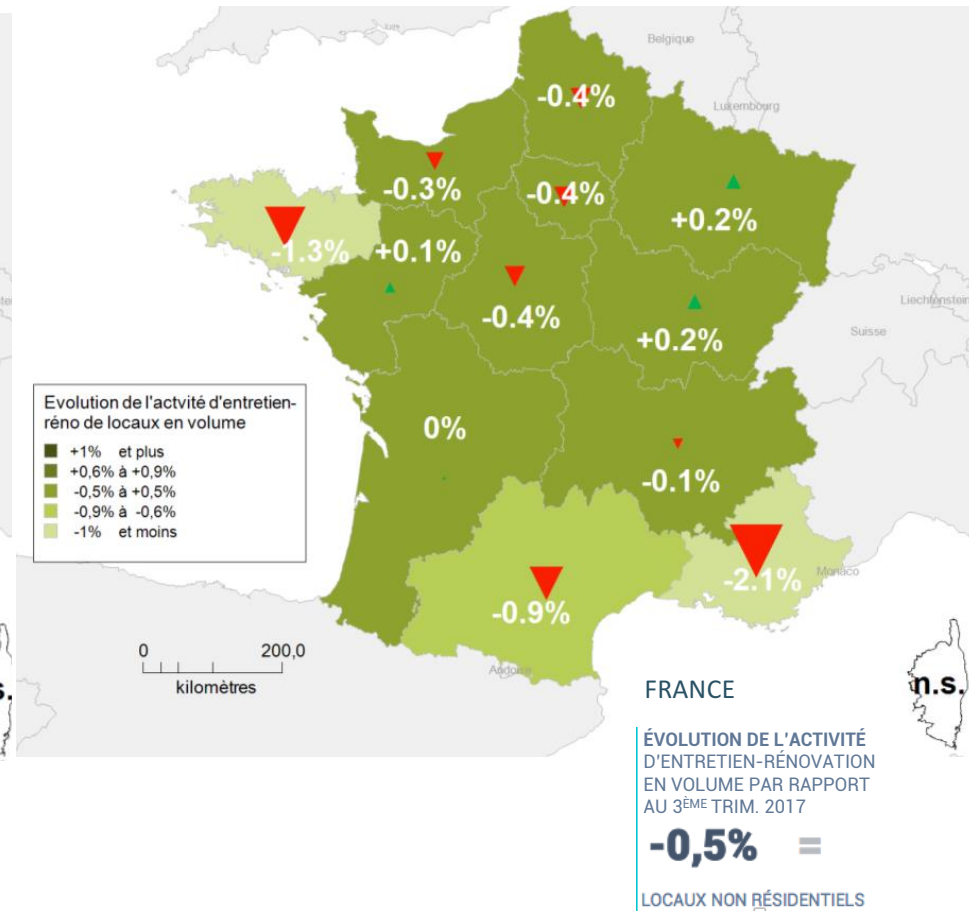 Belgique
-0.4%
Luxembourg
-0.3%
-0.4%
+0.2%
-1.3%
+0.1%
-0.4%
+0.2%
Liechtenstein
Suisse
Evolution de l'actvité d'entretien-
réno de locaux en volume
+1% et plus
+0,6% à +0,9%
-0,5% à +0,5%
-0,9% à -0,6%
-1% et moins
0%
-0.1%
-2.1%
Monaco
-0.9%
0 200,0
kilomètres
Andorre
n.s.
FRANCE
ÉVOLUTION DE L'ACTIVITÉ
D'ENTRETIEN-RÉNOVATION
EN VOLUME PAR RAPPORT
AU 3ÈME TRIM. 2017
-0,5% =
LOCAUX NON RÉSIDENTIELS